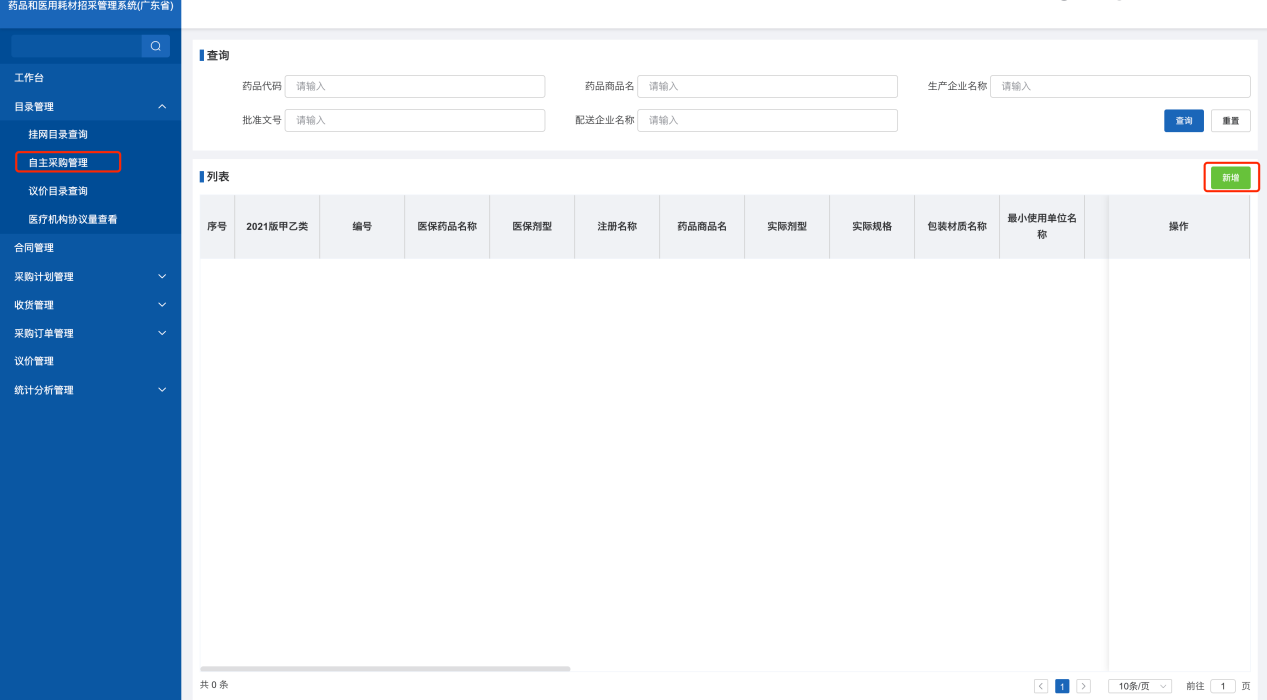 药品和医用耗材招采管理系统(广东省)
工作台
目录管理
挂网目录查询
自主采购管理
议价目录查询
医疗机构协议量查看
合同管理
采购计划管理
收货管理
采购订单管理
议价管理
统计分析管理
查询
药品代码 请输入 药品商品名 请输入 生产企业名称 请输入
批准文号 请输入 配送企业名称 请输入 查询 重置
列表 新增
序号 2021版甲乙类 编号 医保药品名称 医保剂型 注册名称 药品商品名 实际剂型 实际规格 包装材质名称 最小使用单位名 操作
称
共 0 条 1 10条/页 前往 1 页